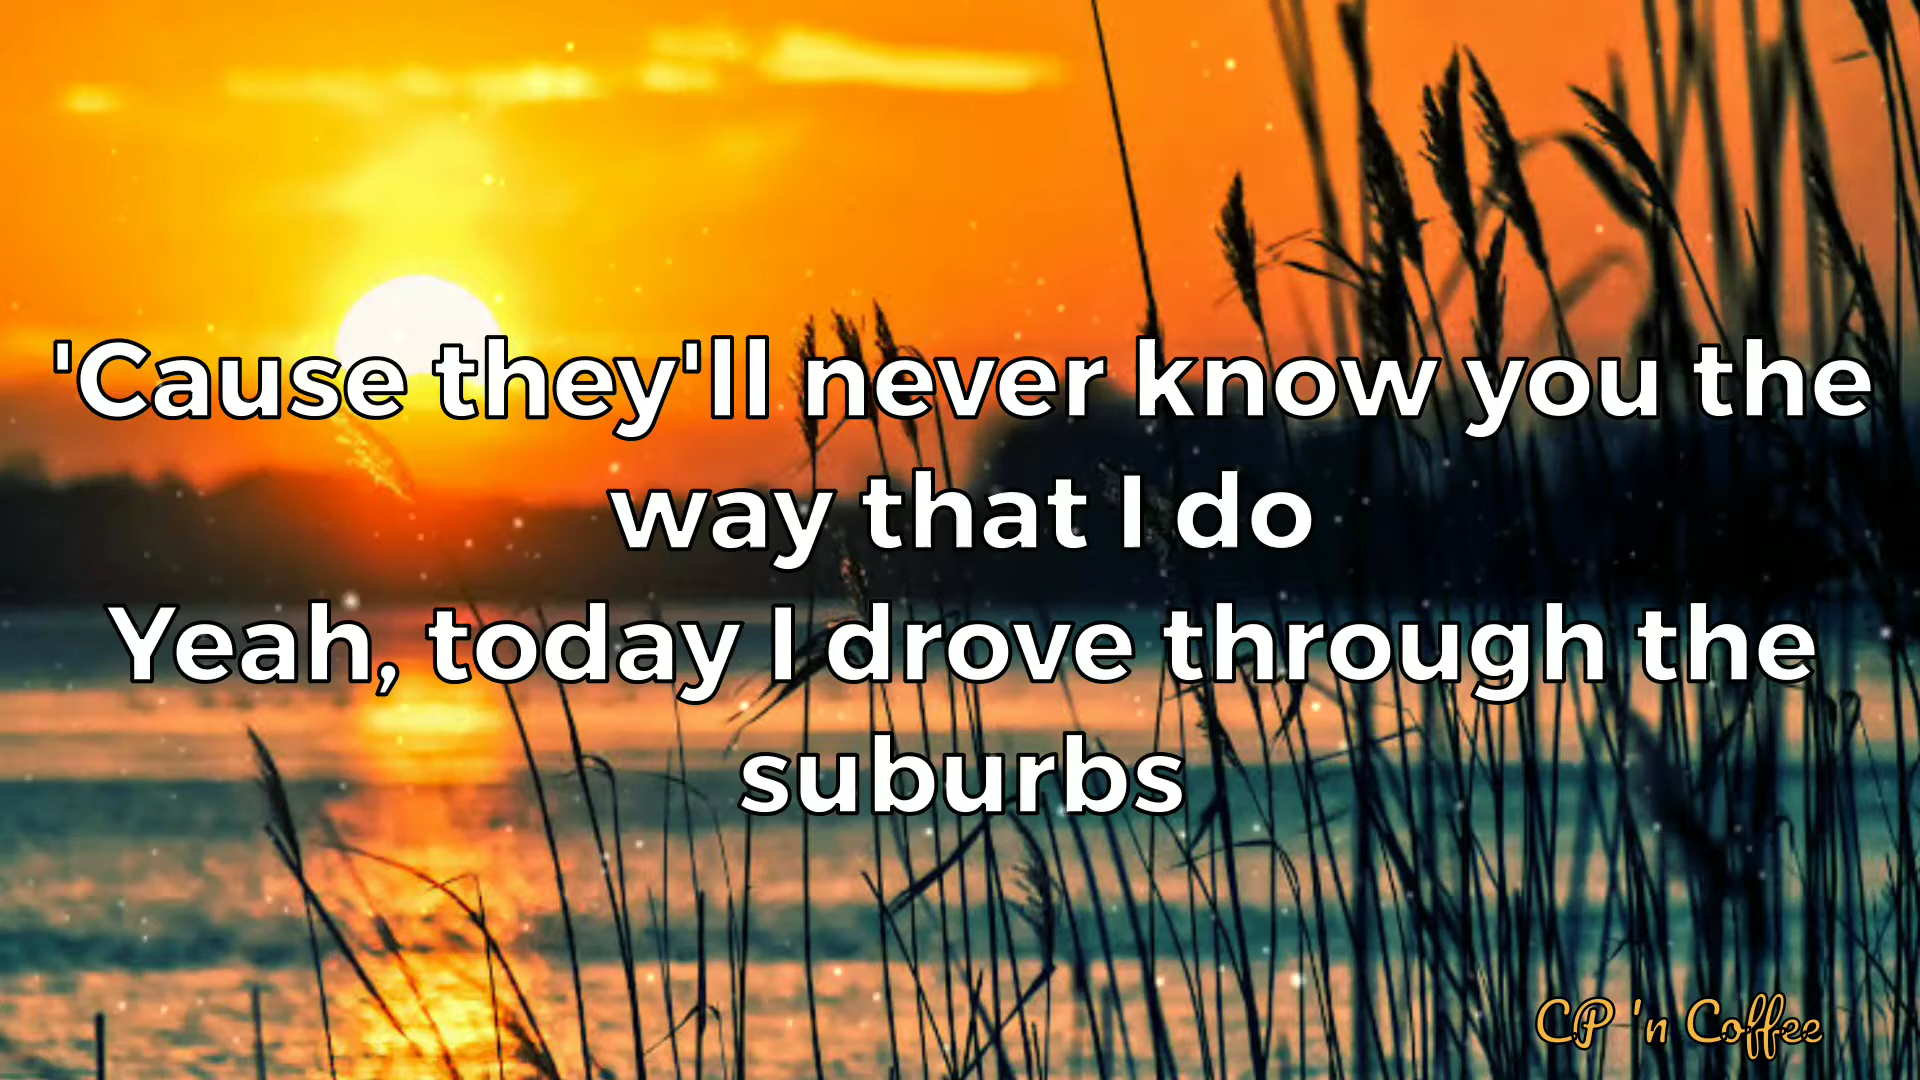 'Cause they'll never know you the
way that I do
Yeah, today I drove through the
suburbs
CP 'n Coffee